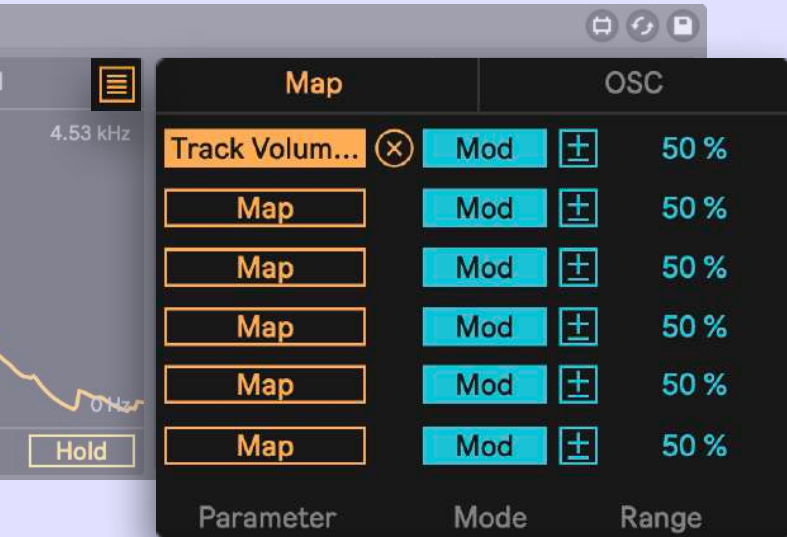 Map OSC
4.53 kHz
Track Volum... Mod ± 50 %
Map Mod ± 50 %
Map Mod ± 50 %
Map Mod ± 50 %
Map Mod ± 50 %
0 Hz
Hold
Map Mod ± 50 %
Parameter Mode Range